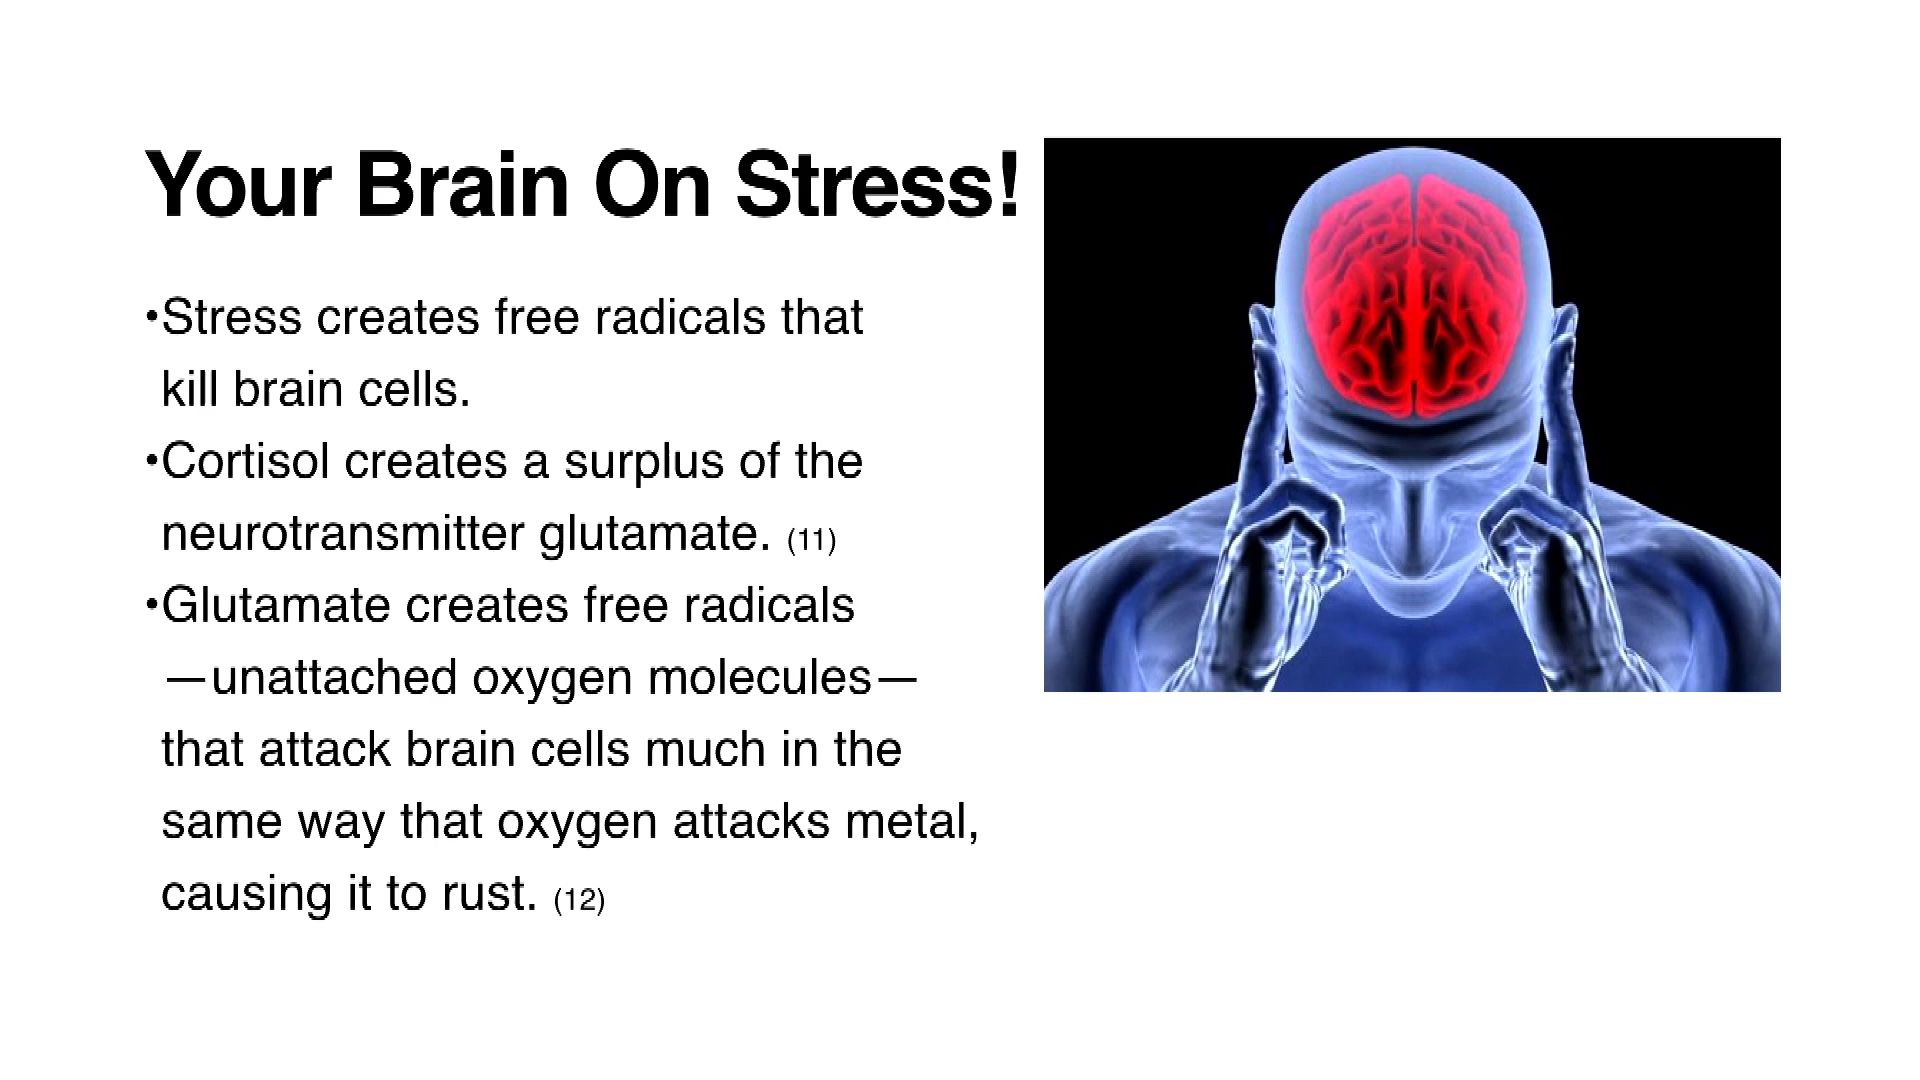 Your Brain On Stress!
•Stress creates free radicals that
kill brain cells.
•Cortisol creates a surplus of the
neurotransmitter glutamate. (11)
•Glutamate creates free radicals
—unattached oxygen molecules—
that attack brain cells much in the
same way that oxygen attacks metal,
causing it to rust. (12)